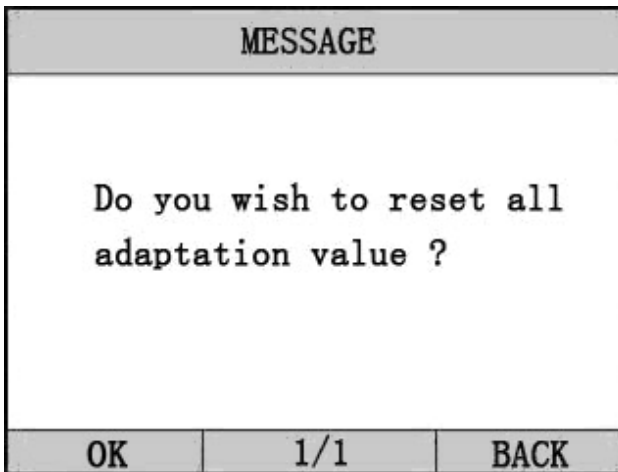 MESSAGE
Do you wish to reset all
adaptation value ?
OK 1/1 BACK